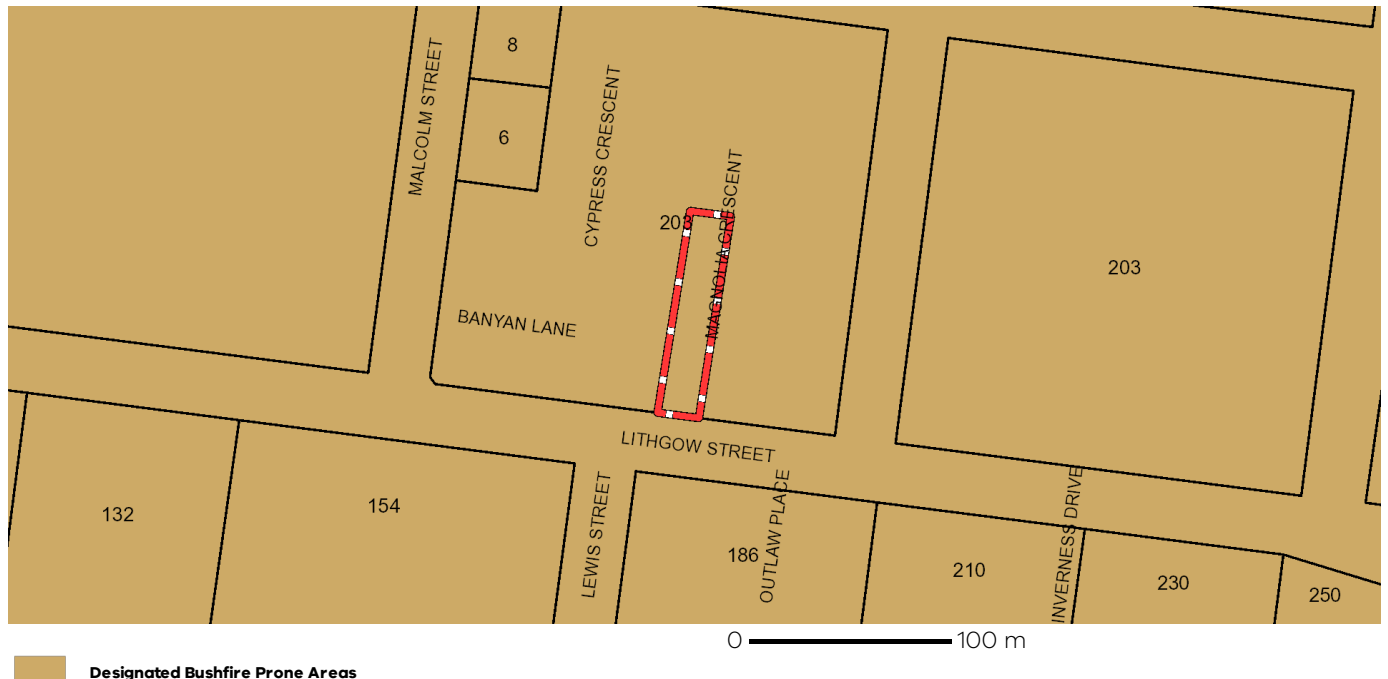 8
MALCOLM STREET
6
CYPRESS CRESCENT
MAGNOLIA CRESCENT
203
203
BANYAN LANE
LITHGOW STREET
132
154
LEWIS STREET
186
OUTLAW PLACE
210
INVERNESS DRIVE
230
250
0 100 m
Designated Bushfire Prone Areas